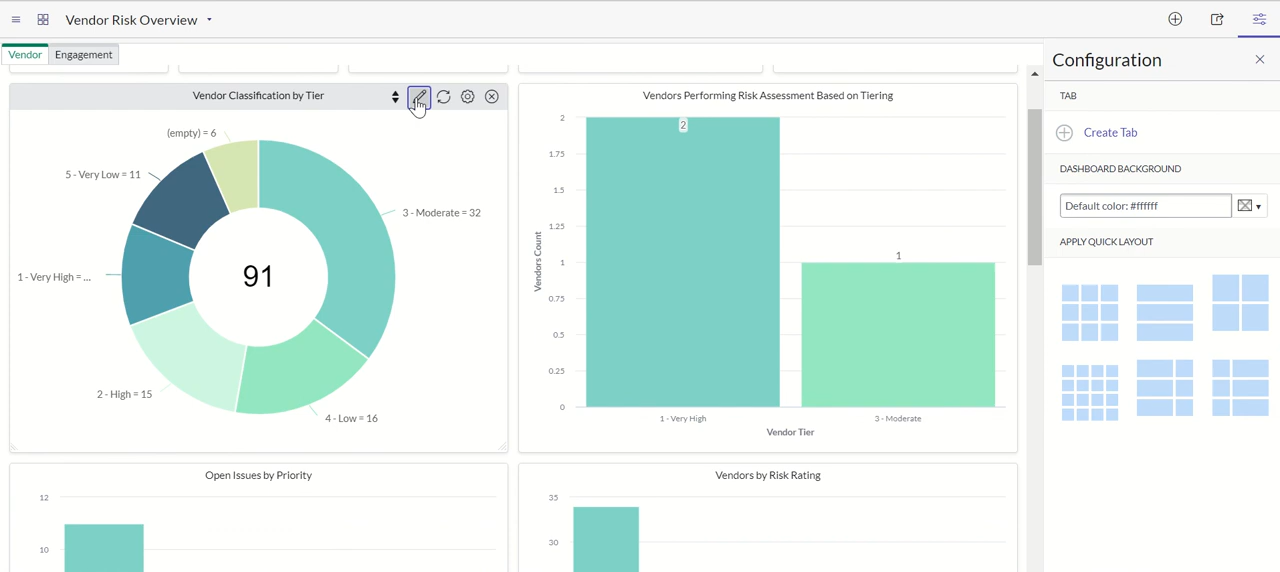 Vendor Risk Overview
Vendor
Engagement
Vendor Classification by Tier
(empty) = 6
5 - Very Low = 11
3 - Moderate = 32
1 - Very High = ...
91
2 - High = 15
4 - Low = 16
Vendors Performing Risk Assessment Based on Tiering
2
1.75
1.5
1.25
1
0.75
0.5
0.25
0
Vendors Count
2
1
1 - Very High
3 - Moderate
Vendor Tier
Open Issues by Priority
12
10
Vendors by Risk Rating
35
30
Configuration
TAB
Create Tab
DASHBOARD BACKGROUND
Default color: #ffffff
APPLY QUICK LAYOUT